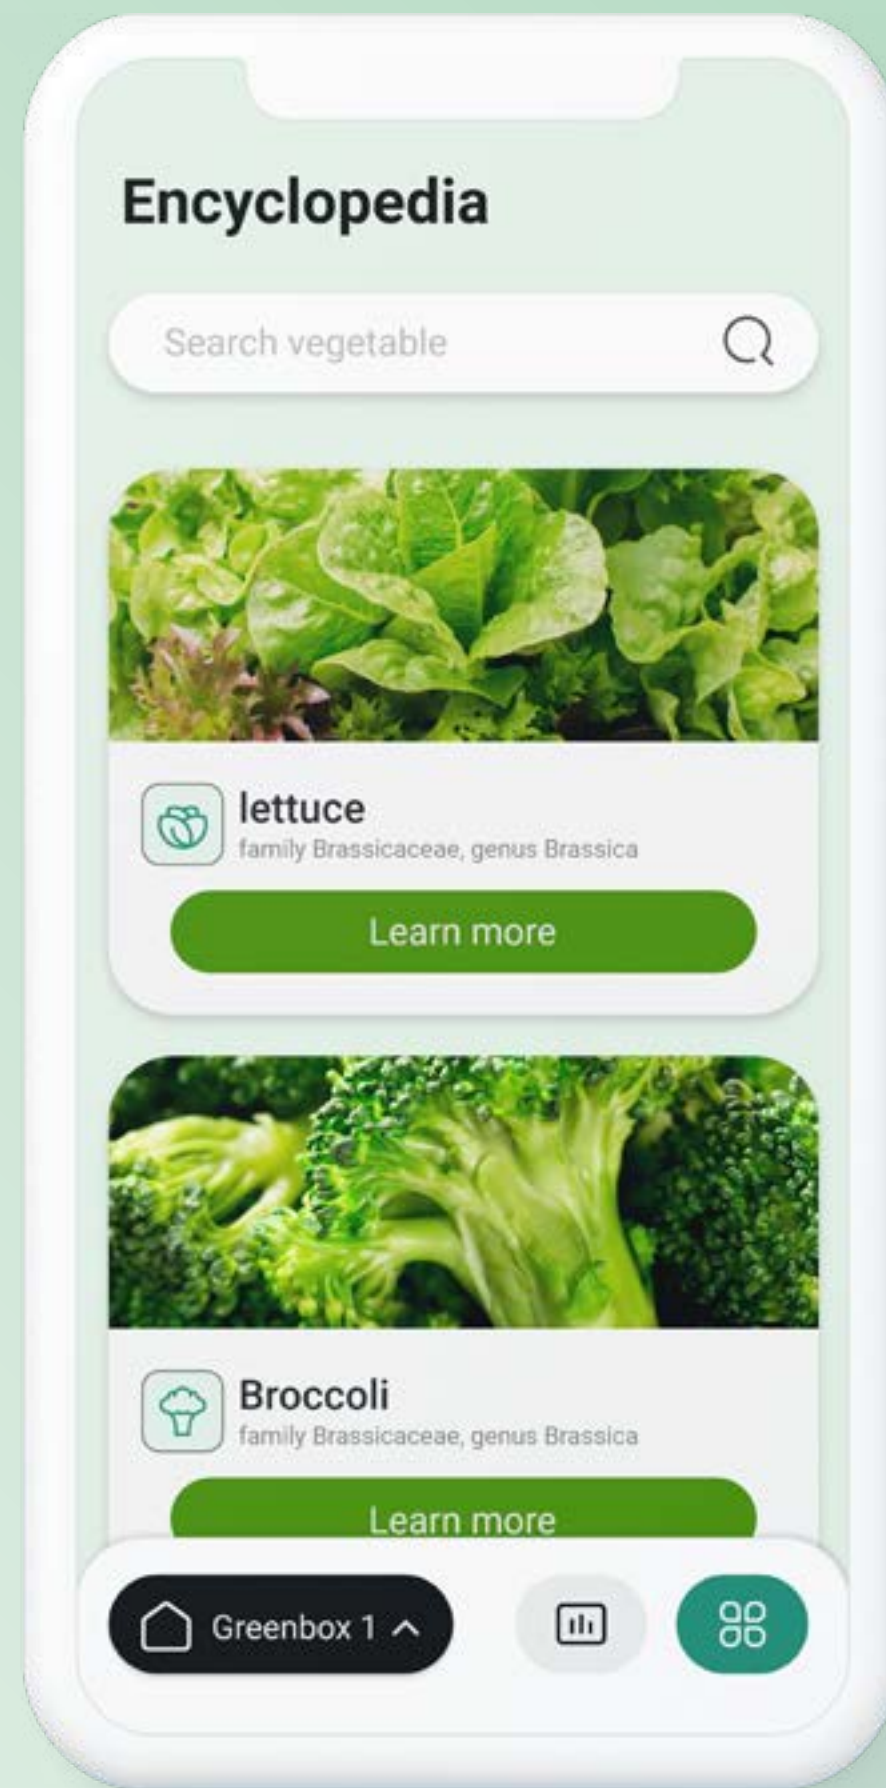 Encyclopedia
Search vegetable
lettuce
family Brassicaceae, genus Brassica
Learn more
Broccoli
family Brassicaceae, genus Brassica
Learn more
Greenbox 1